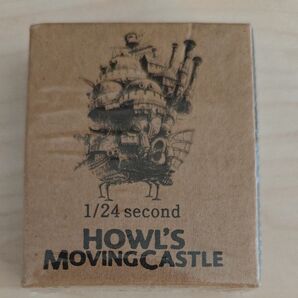 1/24 second
HOWL'S
MOVING CASTLE